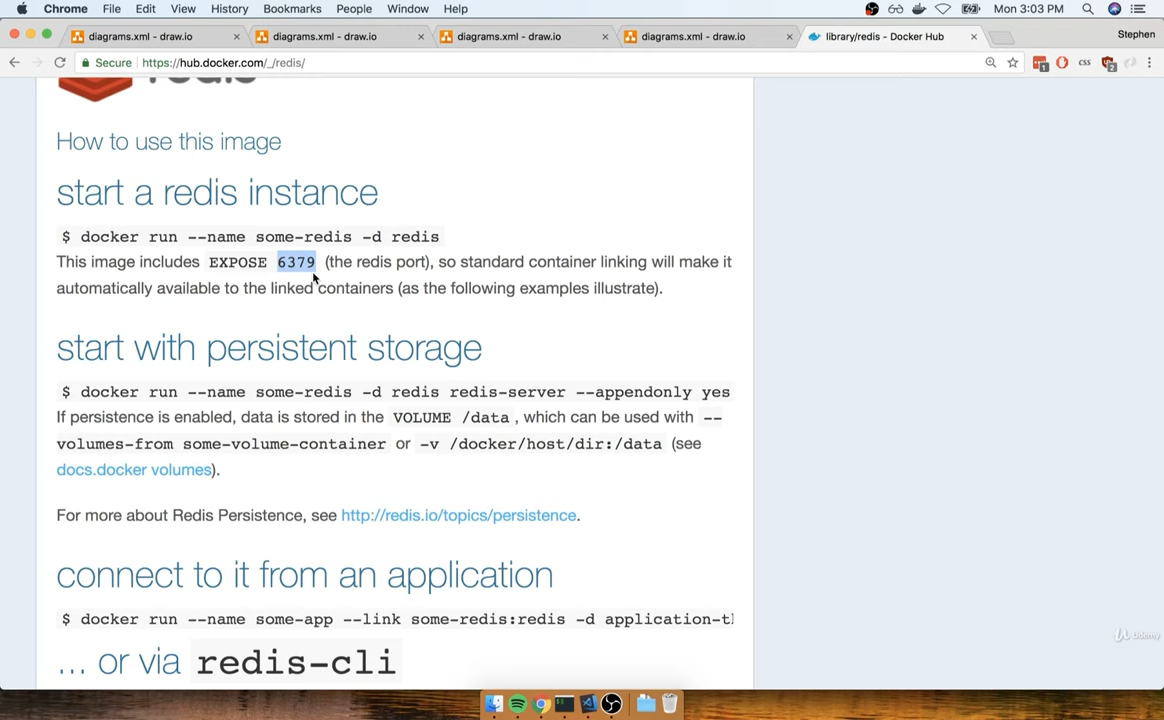 Chrome File Edit View History Bookmarks People Window Help Mon 3:03 PM
diagrams.xml - draw.io diagrams.xml - draw.io diagrams.xml - draw.io diagrams.xml - draw.io library/redis - Docker Hub Stephen
Secure https://hub.docker.com/_/redis/ 1 css 2
redis
How to use this image
start a redis instance
$ docker run --name some-redis -d redis
This image includes EXPOSE 6379 (the redis port), so standard container linking will make it
automatically available to the linked containers (as the following examples illustrate).
start with persistent storage
$ docker run --name some-redis -d redis redis-server --appendonly yes
If persistence is enabled, data is stored in the VOLUME /data , which can be used with --
volumes-from some-volume-container or -v /docker/host/dir:/data (see
docs.docker volumes).
For more about Redis Persistence, see http://redis.io/topics/persistence.
connect to it from an application
$ docker run --name some-app --link some-redis:redis -d application-t
... or via redis-cli
Udemy